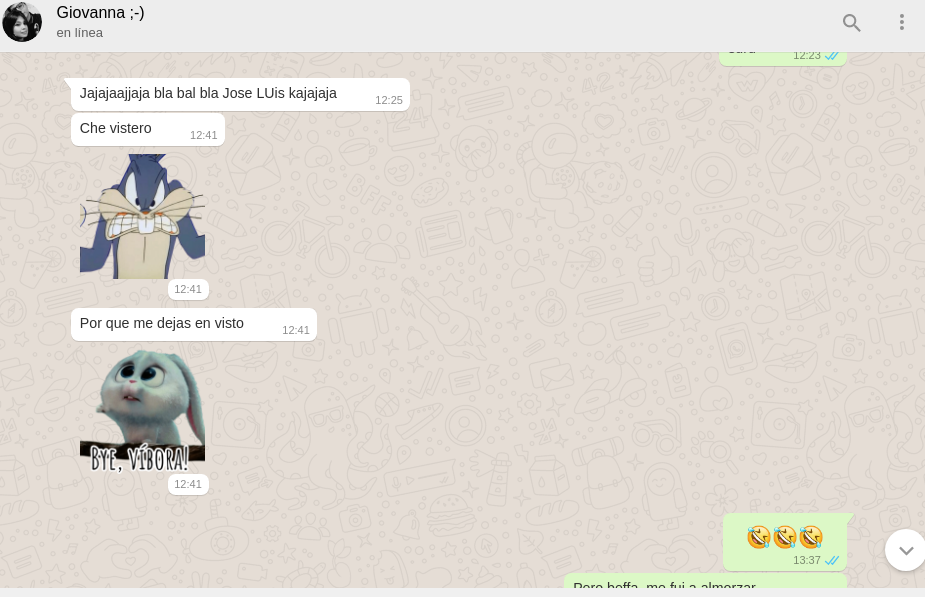 Giovanna ;-)
en línea
12:23
Jajajaajjaja bla bal bla Jose LUis kajajaja
12:25
Che vistero
12:41
12:41
Por que me dejas en visto
12:41
BYE, VÍBORA!
12:41
🤣🤣🤣
13:37
Pero boffa, me fui a almorzar